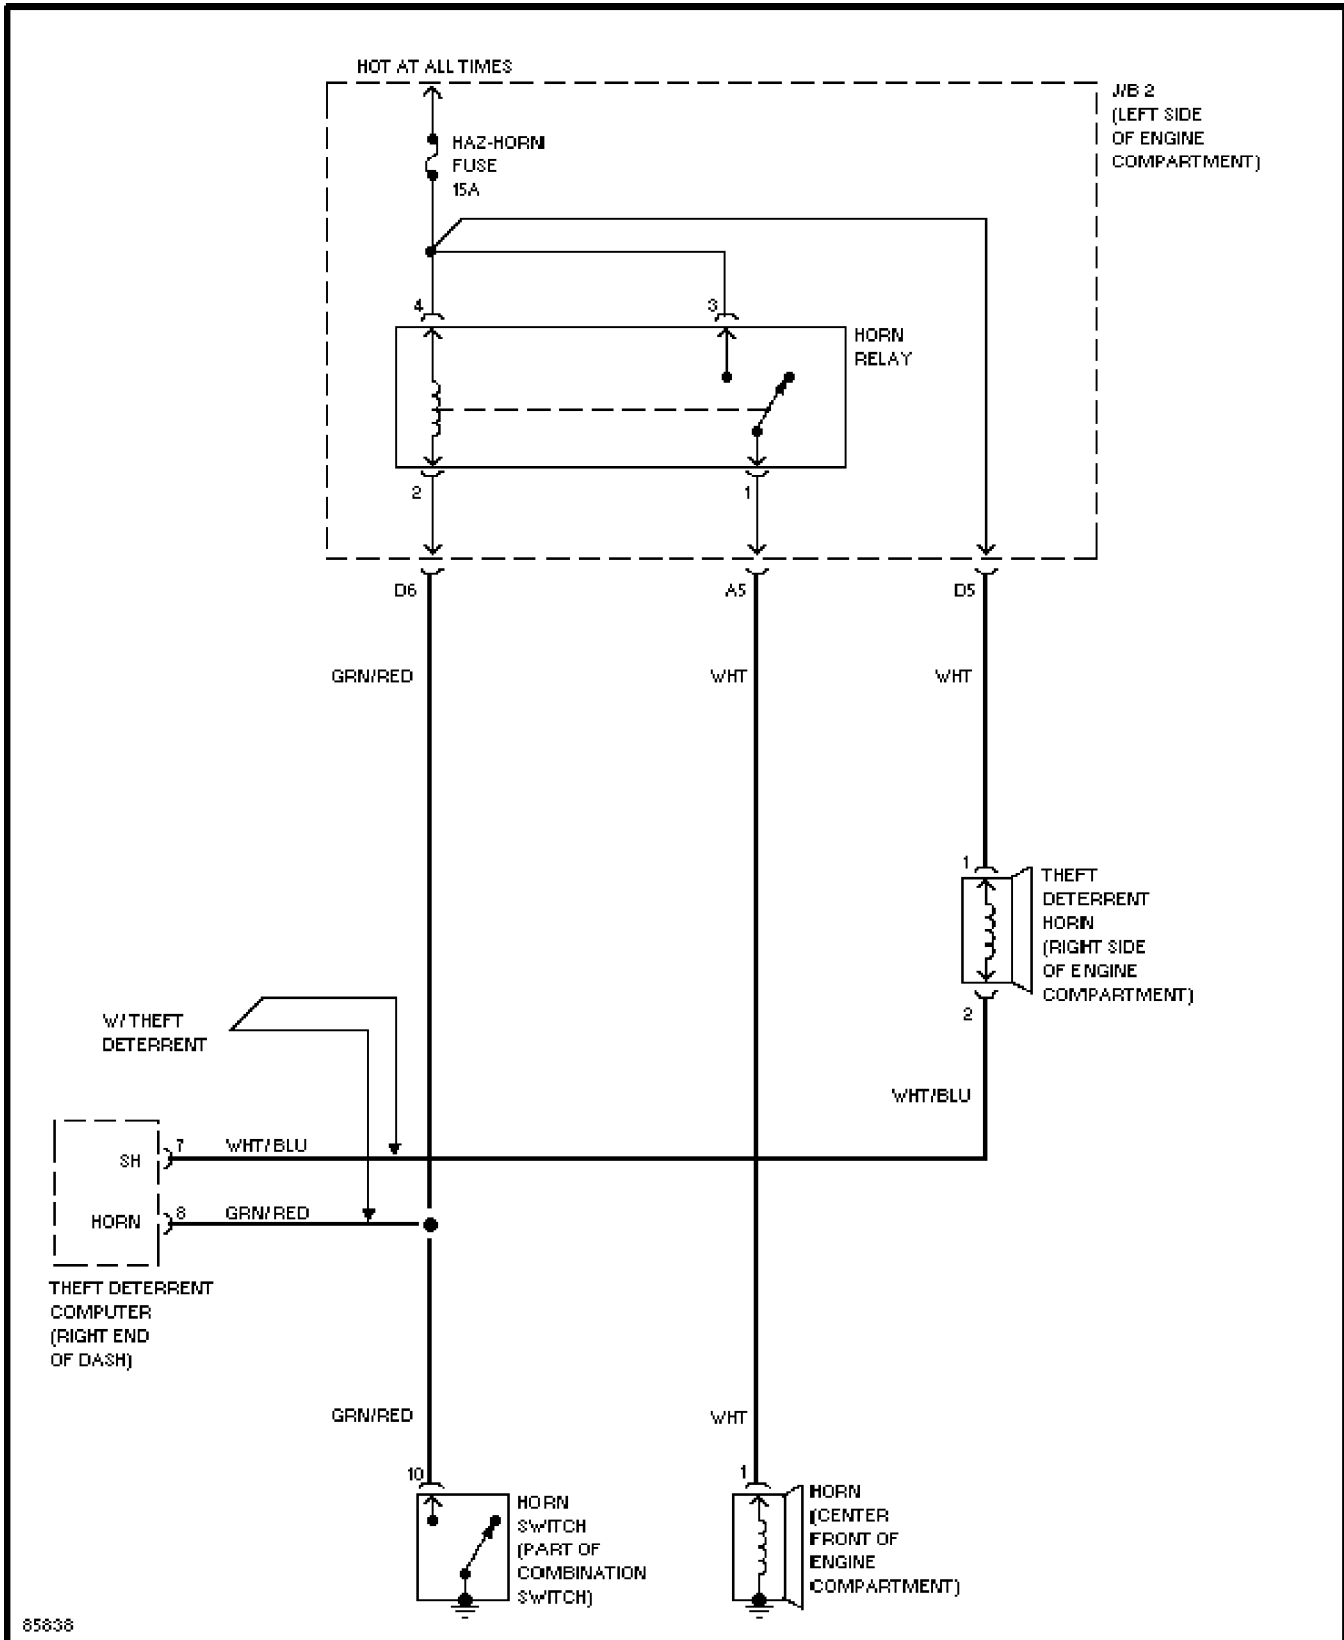 HOT AT ALL TIMES
J/B 2
(LEFT SIDE
OF ENGINE
COMPARTMENT)
HAZ-HORN
FUSE
15A
4
3
HORN
RELAY
2
1
D6
A5
D5
GRN/RED
WHT
WHT
1
THEFT
DETERRENT
HORN
(RIGHT SIDE
OF ENGINE
COMPARTMENT)
2
W/ THEFT
DETERRENT
WHT/BLU
SH
7
WHT/BLU
HORN
8
GRN/RED
THEFT DETERRENT
COMPUTER
(RIGHT END
OF DASH)
GRN/RED
WHT
10
HORN
SWITCH
(PART OF
COMBINATION
SWITCH)
1
HORN
(CENTER
FRONT OF
ENGINE
COMPARTMENT)
85838